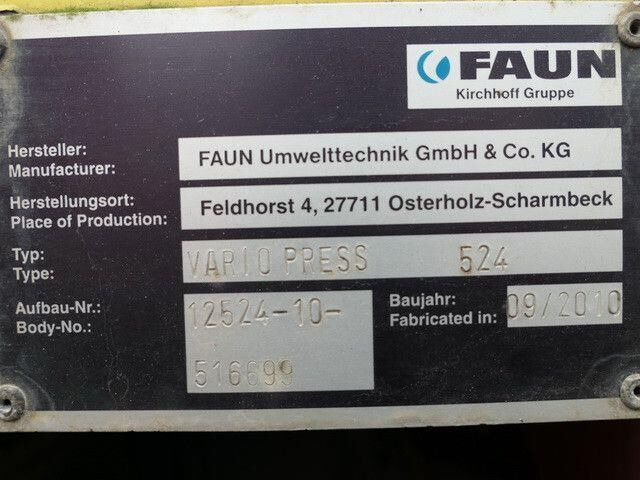 FAUN
Kirchhoff Gruppe
Hersteller:
Manufacturer:
FAUN Umwelttechnik GmbH & Co. KG
Herstellungsort:
Place of Production:
Feldhorst 4, 27711 Osterholz-Scharmbeck
Typ:
Type:
VARIO PRESS 524
Aufbau-Nr.:
Body-No.:
12524-10-
516699
Baujahr:
Fabricated in:
09/2010